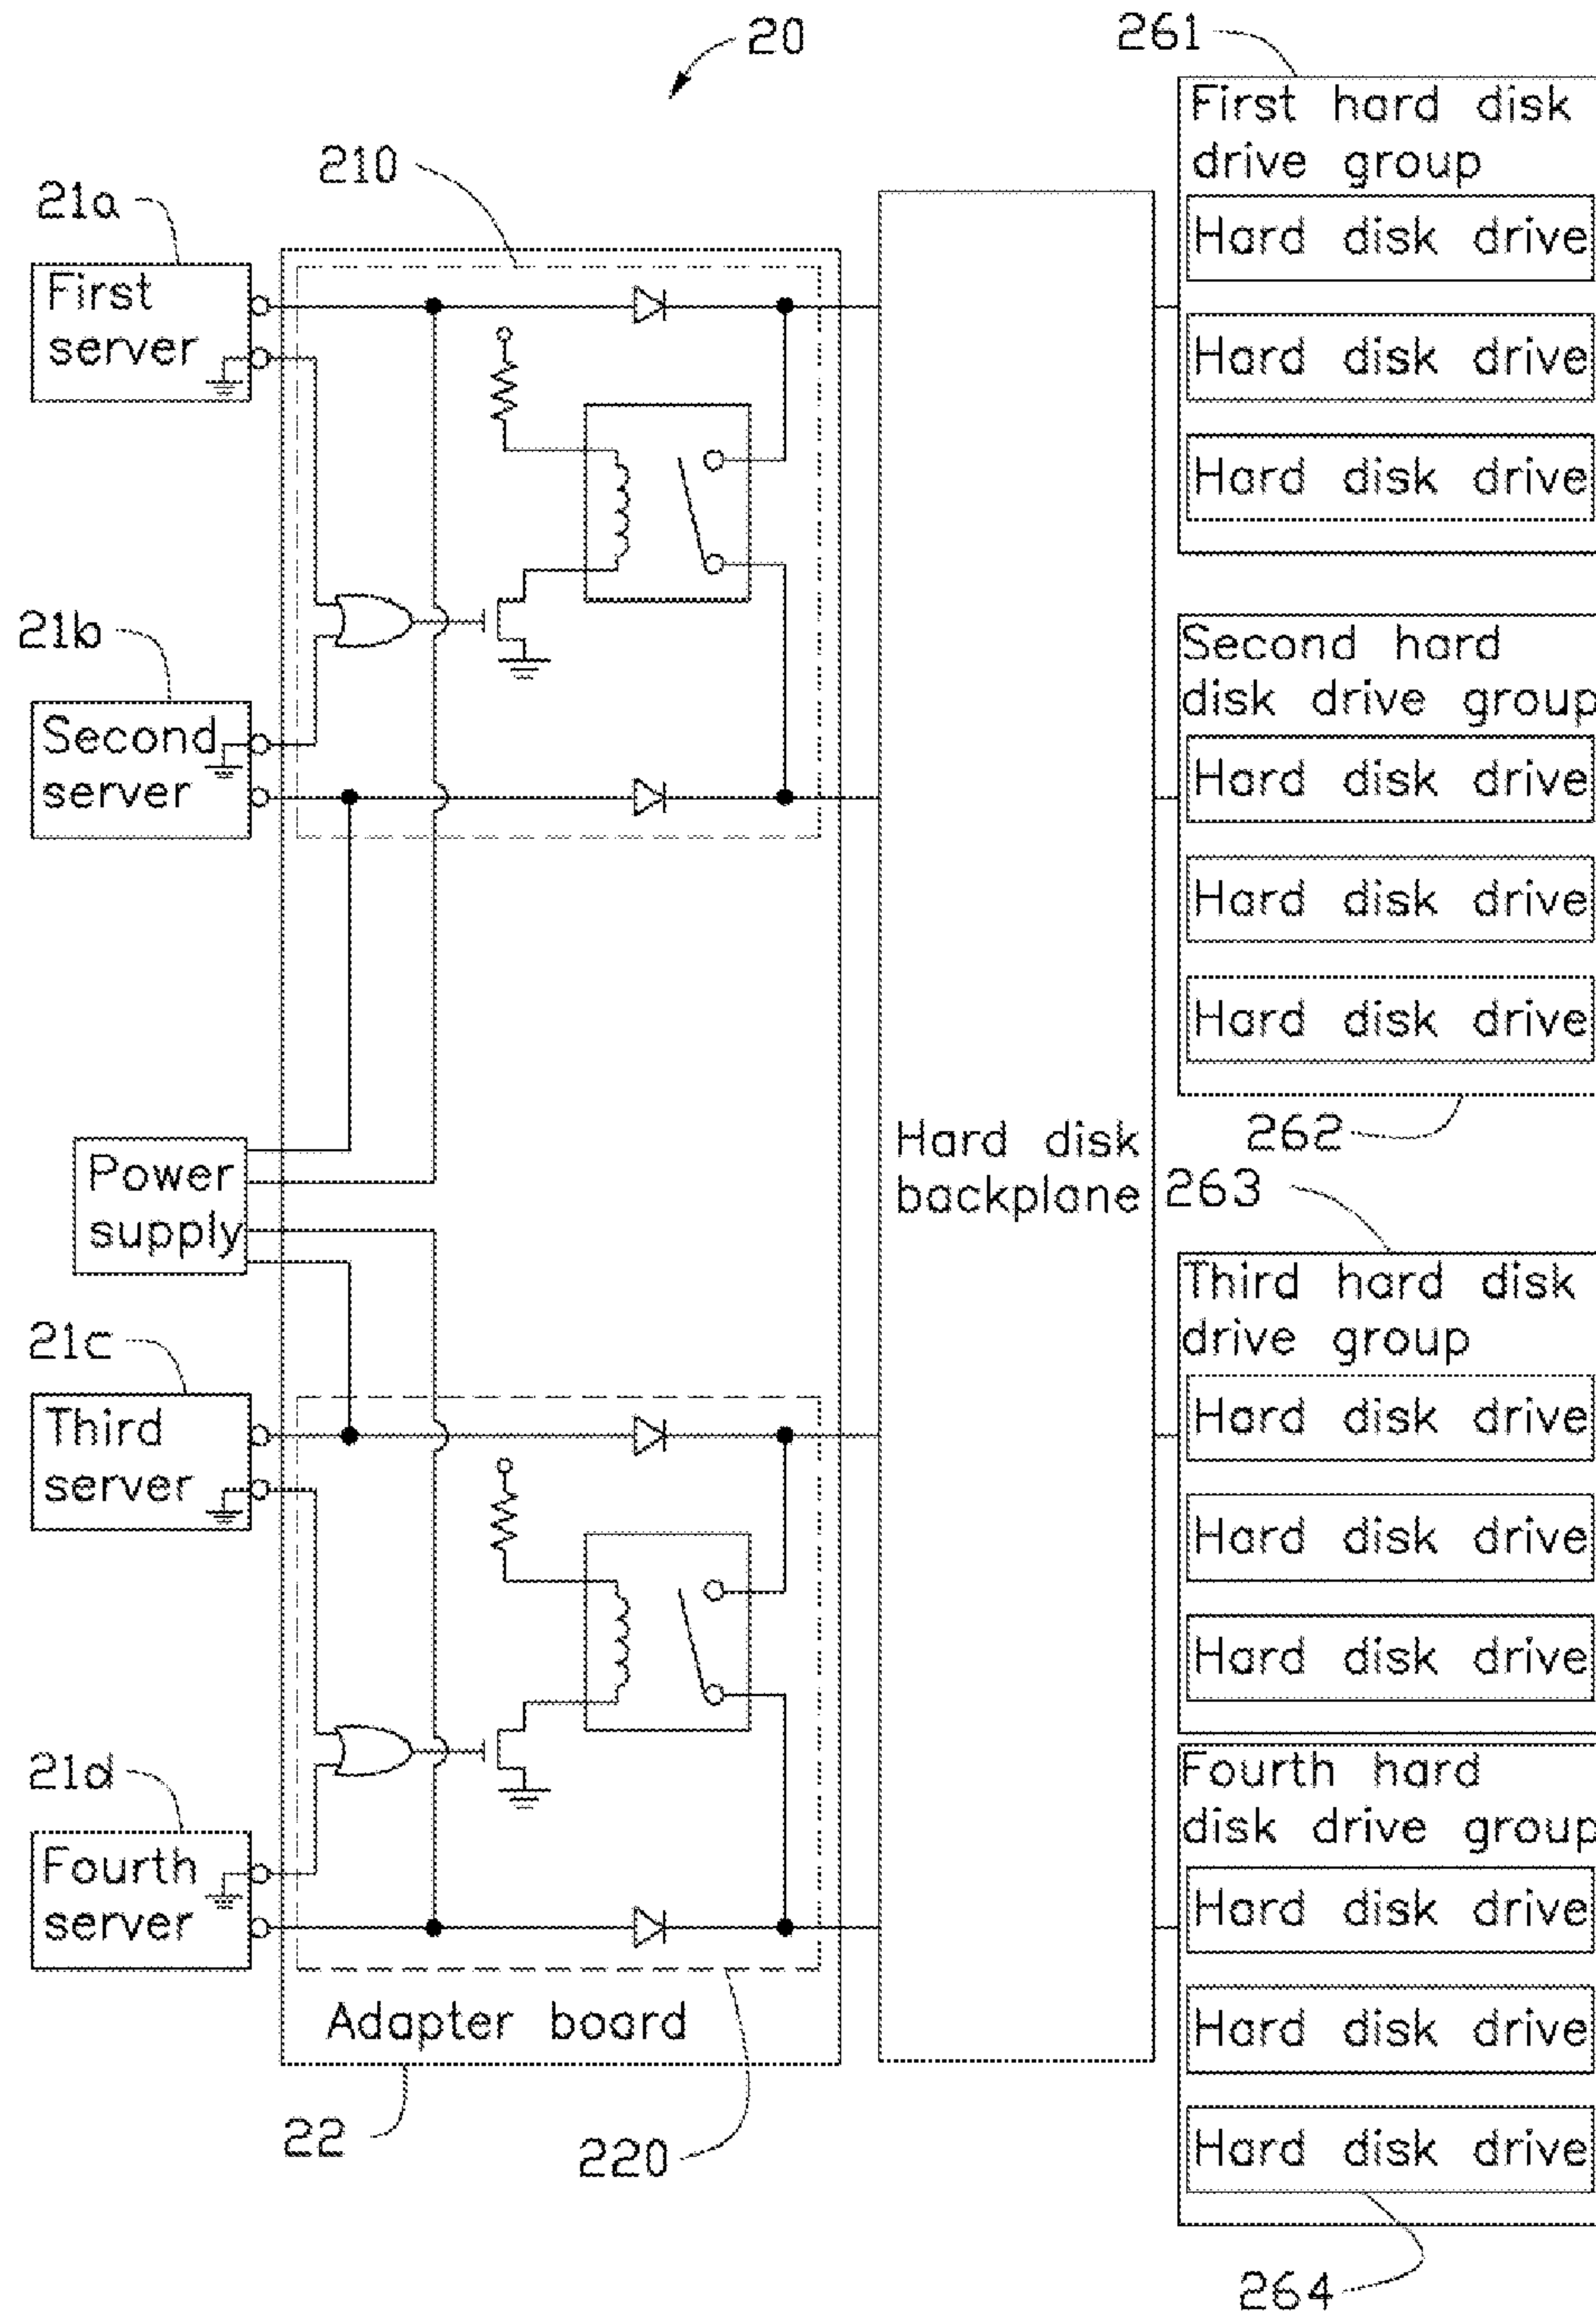 20
261
First hard disk
drive group
Hard disk drive
Hard disk drive
Hard disk drive
210
21a
First
server
21b
Second
server
Second hard
disk drive group
Hard disk drive
Hard disk drive
Hard disk drive
262
Power
supply
Hard disk
backplane
263
Third hard disk
drive group
Hard disk drive
Hard disk drive
Hard disk drive
21c
Third
server
21d
Fourth
server
Fourth hard
disk drive group
Hard disk drive
Hard disk drive
Hard disk drive
Adapter board
22
220
264